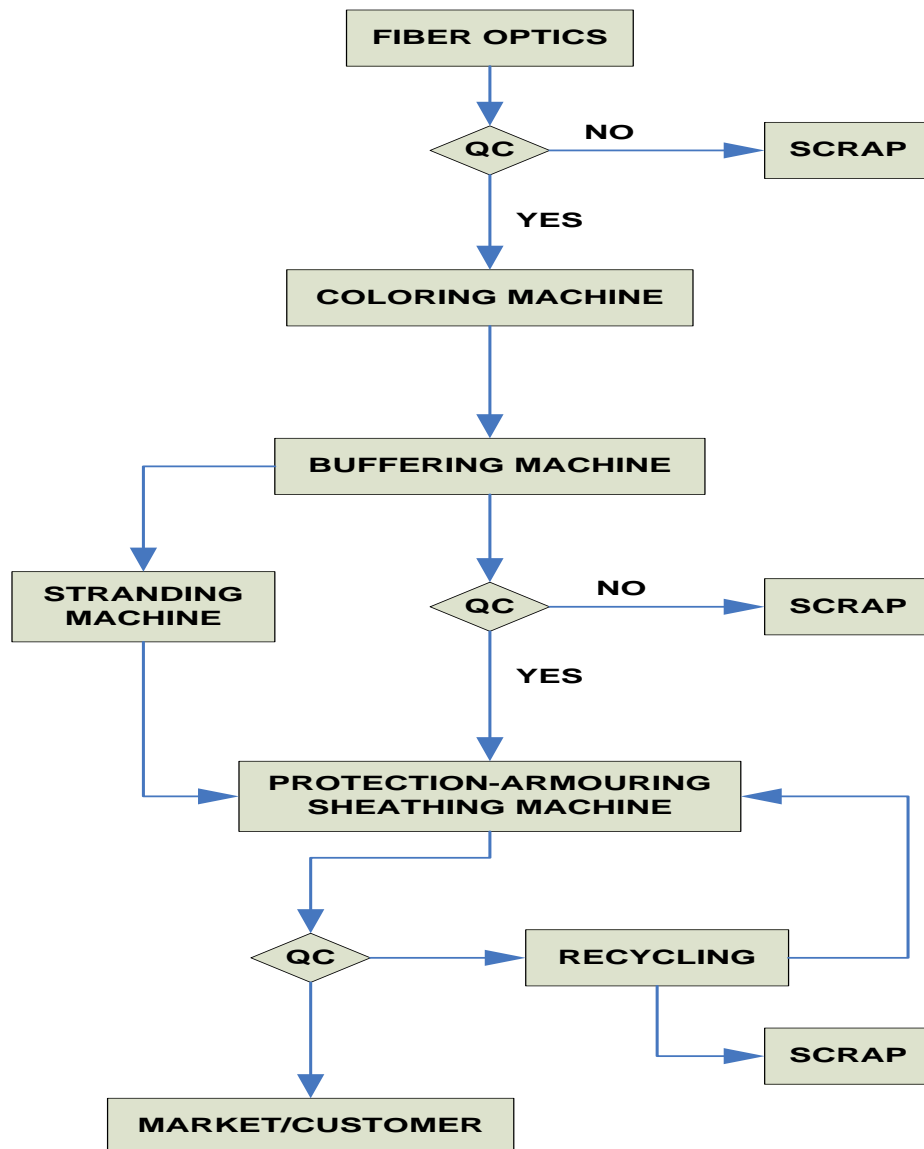 FIBER OPTICS
QC
NO
SCRAP
YES
COLORING MACHINE
BUFFERING MACHINE
STRANDING
MACHINE
QC
NO
SCRAP
YES
PROTECTION-ARMOURING
SHEATHING MACHINE
QC
RECYCLING
SCRAP
MARKET/CUSTOMER